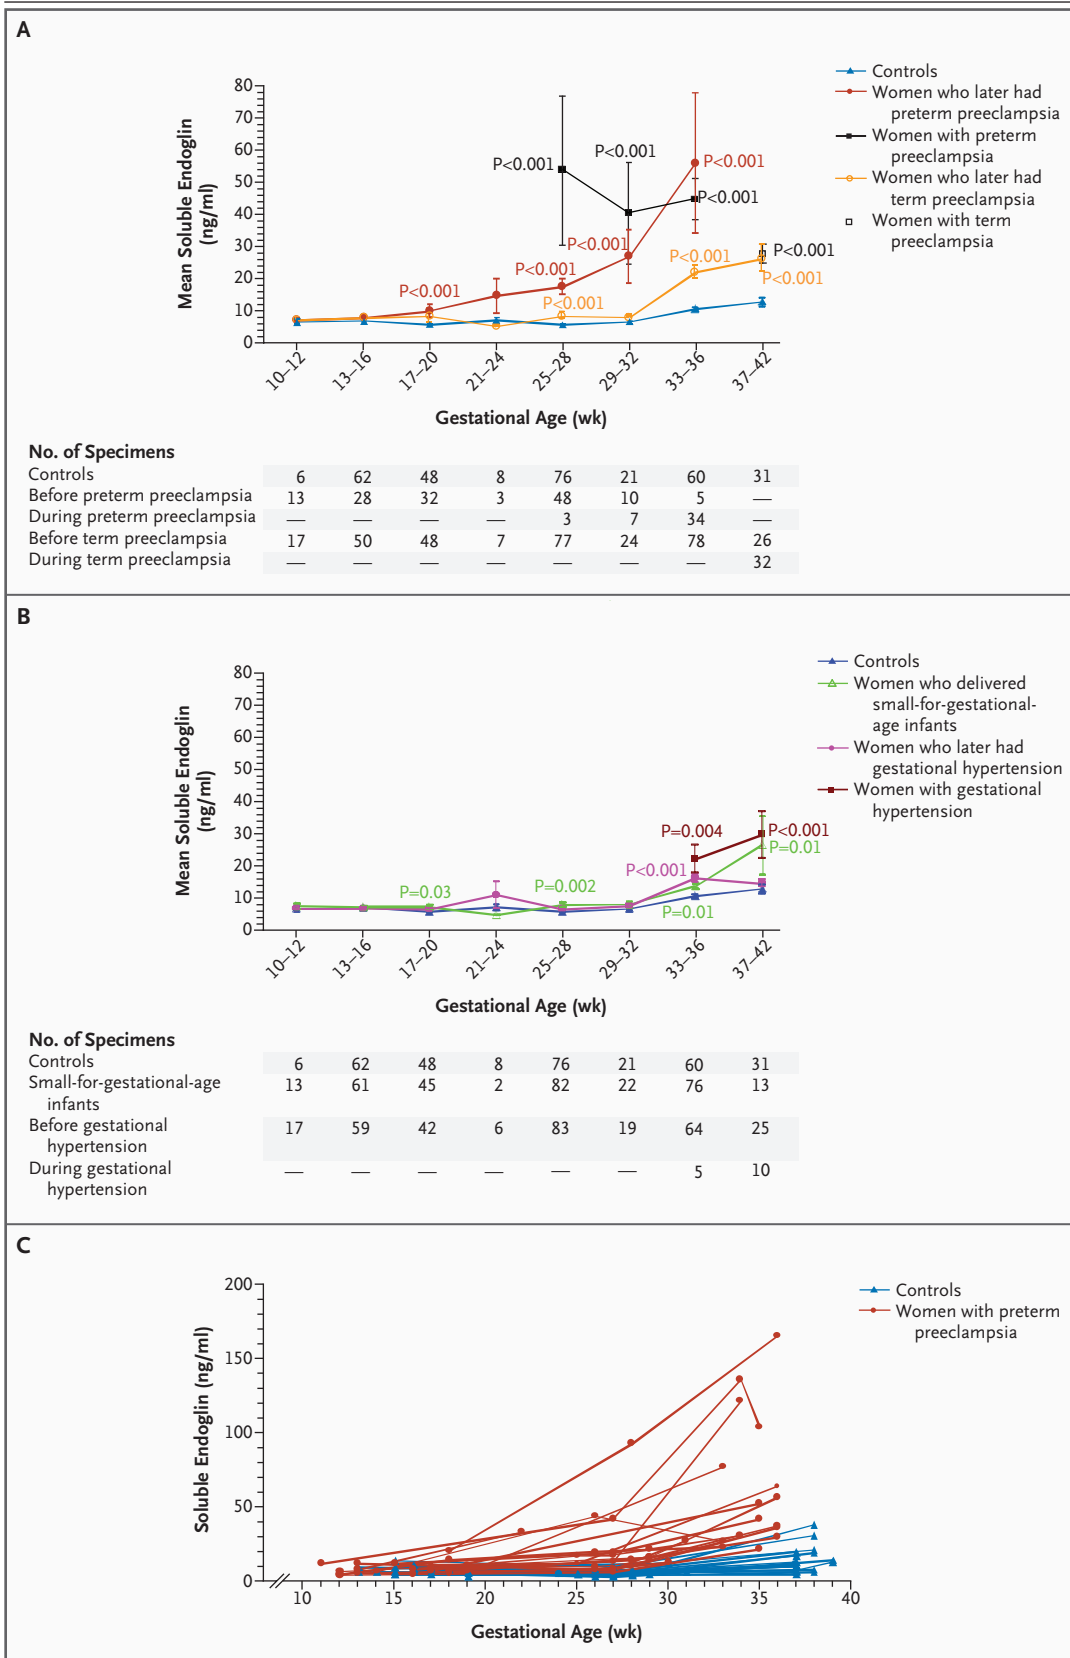 A
Controls
Women who later had
preterm preeclampsia
Women with preterm
preeclampsia
Women who later had
term preeclampsia
Women with term
preeclampsia
80
70
60
50
40
30
20
10
0
Mean Soluble Endoglin
(ng/ml)
P<0.001
P<0.001
P<0.001
P<0.001
P<0.001
P<0.001
P<0.001
P<0.001
P<0.001
P<0.001
P<0.001
10–12
13–16
17–20
21–24
25–28
29–32
33–36
37–42
Gestational Age (wk)
No. of Specimens
Controls 6 62 48 8 76 21 60 31
Before preterm preeclampsia 13 28 32 3 48 10 5 —
During preterm preeclampsia — — — — 3 7 34 —
Before term preeclampsia 17 50 48 7 77 24 78 26
During term preeclampsia — — — — — — — 32
B
Controls
Women who delivered
small-for-gestational-
age infants
Women who later had
gestational hypertension
Women with gestational
hypertension
80
70
60
50
40
30
20
10
0
Mean Soluble Endoglin
(ng/ml)
P=0.004
P<0.001
P=0.01
P<0.001
P=0.03
P=0.002
P=0.01
10–12
13–16
17–20
21–24
25–28
29–32
33–36
37–42
Gestational Age (wk)
No. of Specimens
Controls 6 62 48 8 76 21 60 31
Small-for-gestational-age 13 61 45 2 82 22 76 13
infants
Before gestational 17 59 42 6 83 19 64 25
hypertension
During gestational — — — — — — 5 10
hypertension
C
Controls
Women with preterm
preeclampsia
200
150
100
50
0
Soluble Endoglin (ng/ml)
10 15 20 25 30 35 40
Gestational Age (wk)